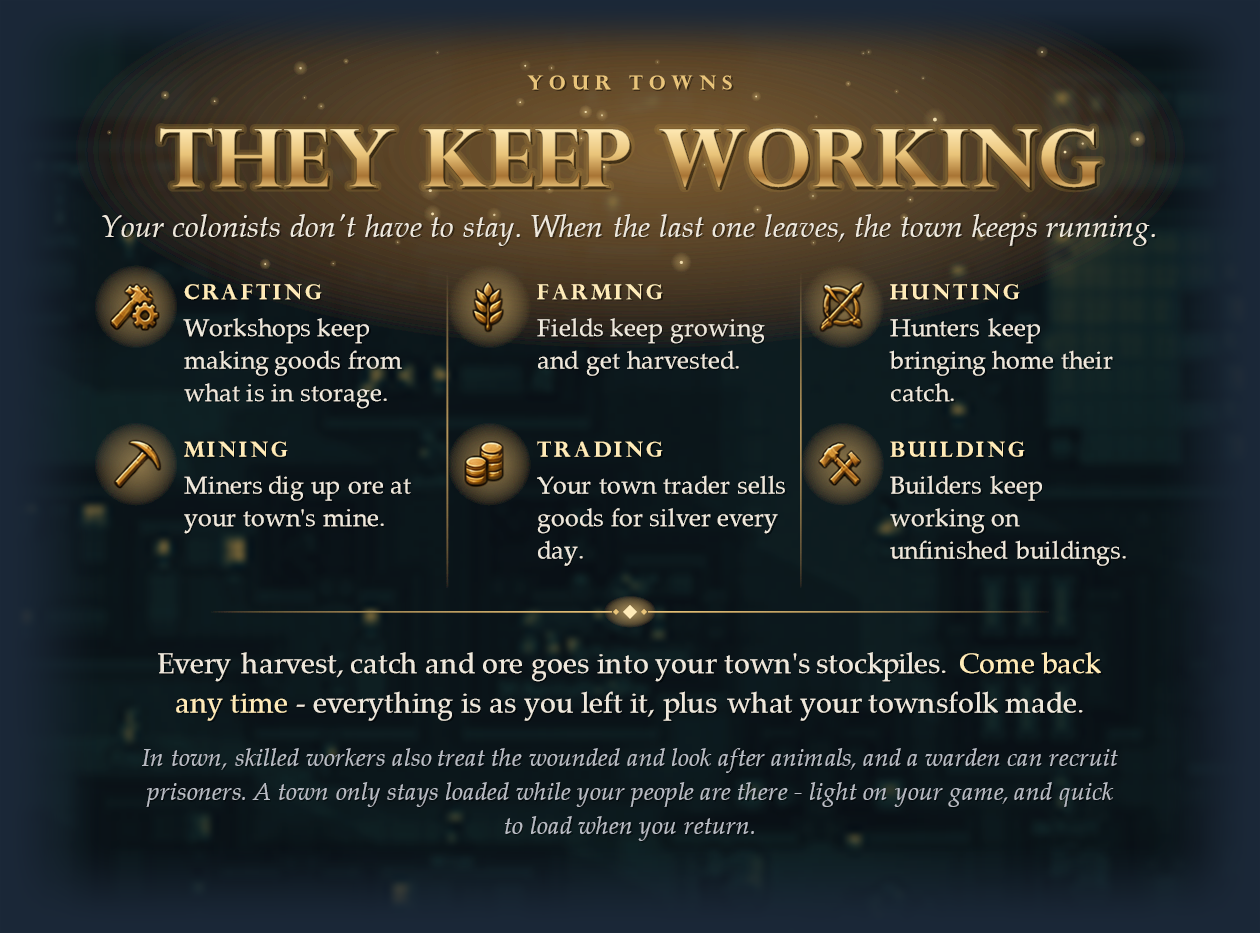 YOUR TOWNS
THEY KEEP WORKING
Your colonists don't have to stay. When the last one leaves, the town keeps running.
CRAFTING
Workshops keep
making goods from
what is in storage.
FARMING
Fields keep growing
and get harvested.
HUNTING
Hunters keep
bringing home their
catch.
MINING
Miners dig up ore at
your town's mine.
TRADING
Your town trader sells
goods for silver every
day.
BUILDING
Builders keep
working on
unfinished buildings.
Every harvest, catch and ore goes into your town's stockpiles. Come back
any time - everything is as you left it, plus what your townsfolk made.
In town, skilled workers also treat the wounded and look after animals, and a warden can recruit
prisoners. A town only stays loaded while your people are there - light on your game, and quick
to load when you return.